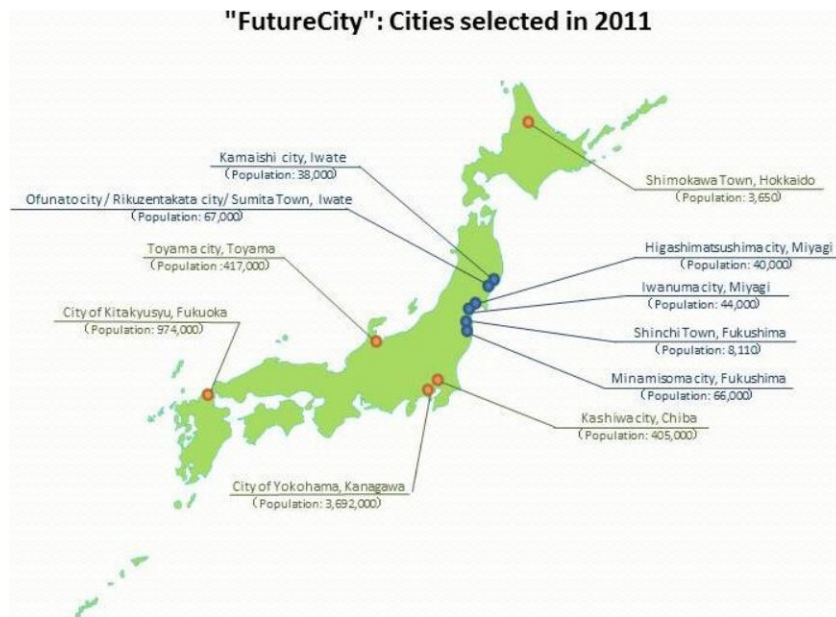 "FutureCity": Cities selected in 2011
Kamaishi city, Iwate
(Population: 38,000)
Ofunatocity / Rikuzentakata city/ Sumita Town, Iwate
(Population: 67,000)
Toyama city, Toyama
(Population :417,000)
City of Kitakyusyu, Fukuoka
(Population: 974,000)
Shimokawa Town, Hokkaido
(Population: 3,650)
Higashimatsushima city, Miyagi
(Population: 40,000)
Iwanuma city, Miyagi
(Population: 44,000)
Shinchi Town, Fukushima
(Population: 8,110)
Minamisoma city, Fukushima
(Population: 66,000)
Kashiwa city, Chiba
(Population: 405,000)
City of Yokohama, Kanagawa
(Population: 3,692,000)